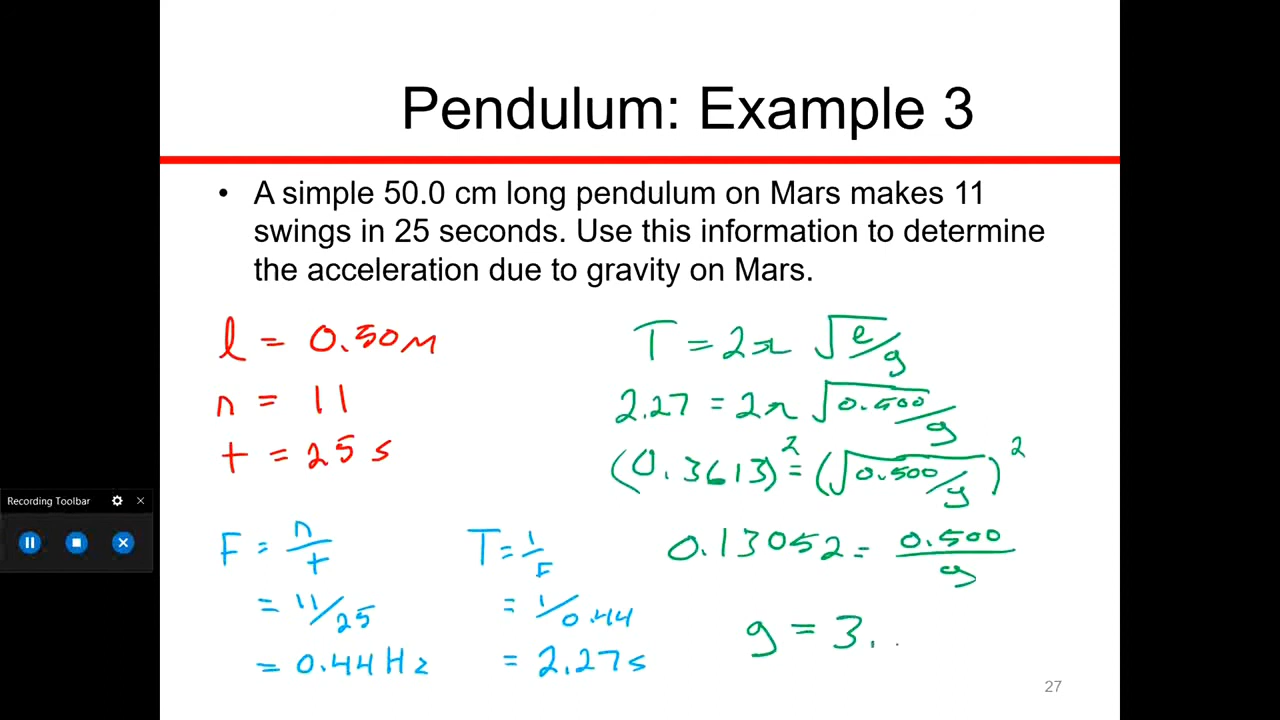 Pendulum: Example 3
• A simple 50.0 cm long pendulum on Mars makes 11
swings in 25 seconds. Use this information to determine
the acceleration due to gravity on Mars.
l = 0.50 m
n = 11
t = 25 s
Recording Toolbar
F = n/t
= 11/25
= 0.44 Hz
T = 1/F
= 1/0.44
= 2.27 s
T = 2π √l/g
2.27 = 2π √0.500/g
(0.3613)² = (√0.500/g)²
0.13052 = 0.500/g
g = 3.
27